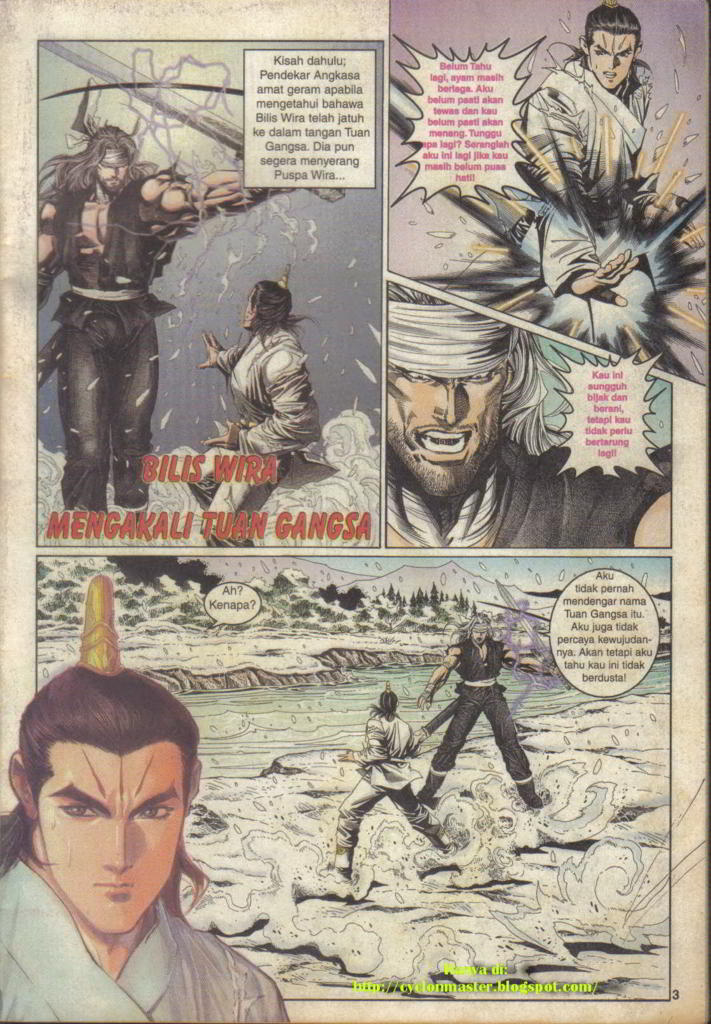 Kisah dahulu;
Pendekar Angkasa
amat geram apabila
mengetahui bahawa
Bilis Wira telah jatuh
ke dalam tangan Tuan
Gangsa. Dia pun
segera menyerang
Puspa Wira...
BILIS WIRA
MENGAKALI TUAN GANGSA
Belum Tahu
lagi, ayam masih
berlaga. Aku
belum pasti akan
tewas dan kau
belum pasti akan
menang. Tunggu
apa lagi? Seranglah
aku ini lagi jika kau
masih belum puas
hati!
Kau ini
sungguh
bijak dan
berani,
tetapi kau
tidak perlu
bertarung
lagi!
Ah?
Kenapa?
Aku
tidak pernah
mendengar nama
Tuan Gangsa itu.
Aku juga tidak
percaya kewujudan-
nya. Akan tetapi aku
tahu kau ini tidak
berdusta!
di:
http://cyclonmaster.blogspot.com/
3